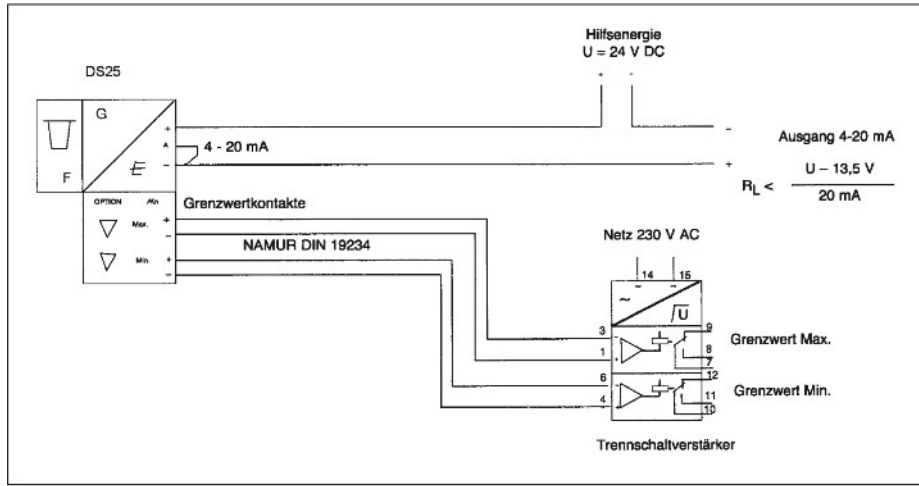 Hilfsenergie
U = 24 V DC
+ -
DS25
G
F
+
A
−
4 - 20 mA
−
+
Ausgang 4-20 mA
R_L < U − 13,5 V
20 mA
OPTION Min
Grenzwertkontakte
Max. +
−
NAMUR DIN 19234
Min. +
−
Netz 230 V AC
14 15
~ ~
~
U
3 − 9
Grenzwert Max.
1 + 8
7
6 − 12
Grenzwert Min.
4 + 11
10
Trennschaltverstärker